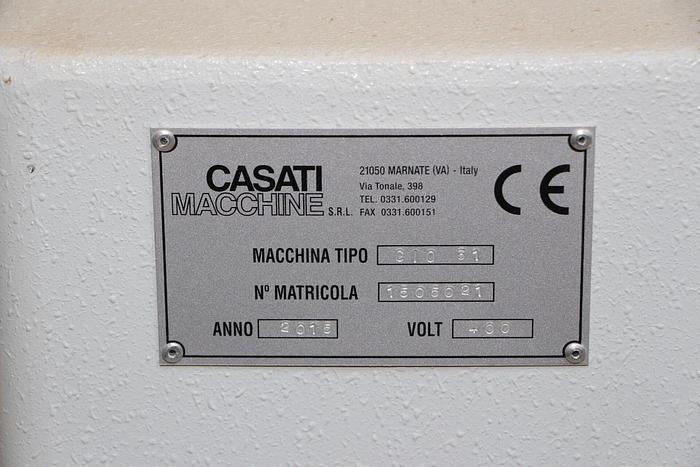 CASATI
MACCHINE S.R.L.
21050 MARNATE (VA) - Italy
Via Tonale, 398
TEL. 0331.600129
FAX 0331.600151
CE
MACCHINA TIPO GIO 51
Nº MATRICOLA 1505021
ANNO 2015 VOLT 400